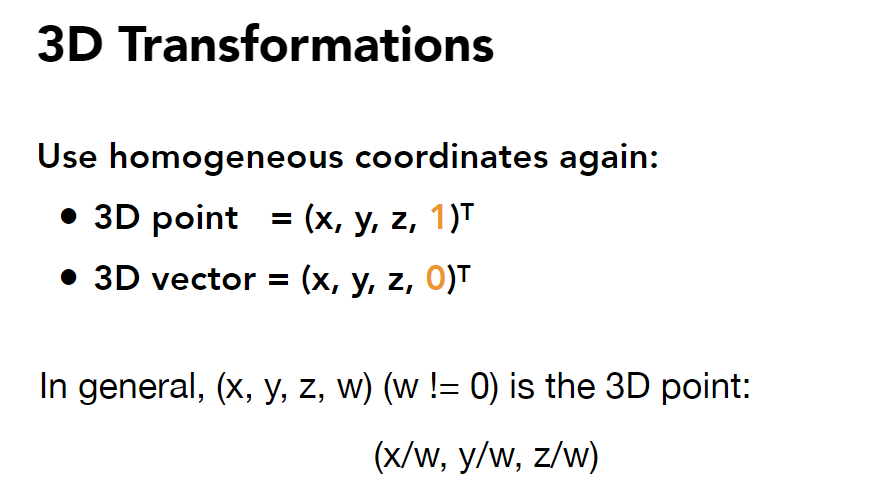 3D Transformations
Use homogeneous coordinates again:
• 3D point = (x, y, z, 1)ᵀ
• 3D vector = (x, y, z, 0)ᵀ
In general, (x, y, z, w) (w != 0) is the 3D point:
(x/w, y/w, z/w)